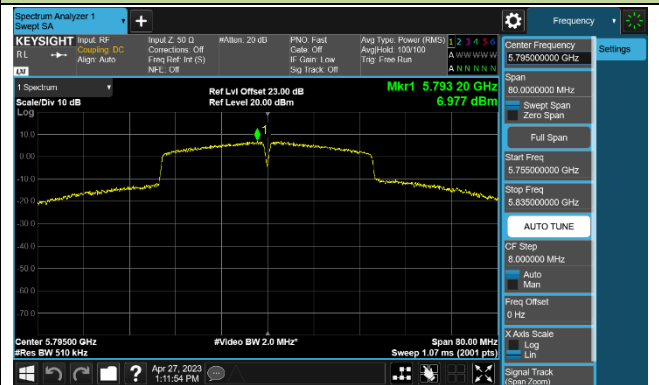 Spectrum Analyzer 1
Swept SA
Frequency
KEYSIGHT
RL
LXI
Input: RF
Coupling: DC
Align: Auto
Input Z: 50 Ω
Corrections: Off
Freq Ref: Int (S)
NFE: Off
#Atten: 20 dB
PNO: Fast
Gate: Off
IF Gain: Low
Sig Track: Off
Avg Type: Power (RMS)
Avg|Hold: 100/100
Trig: Free Run
1 2 3 4 5 6
A W W W W W
A N N N N N
1 Spectrum
Scale/Div 10 dB
Log
Ref Lvl Offset 23.00 dB
Ref Level 20.00 dBm
Mkr1 5.793 20 GHz
6.977 dBm
1
10.0
0.00
-10.0
-20.0
-30.0
-40.0
-50.0
-60.0
-70.0
Center 5.79500 GHz
#Res BW 510 kHz
#Video BW 2.0 MHz*
Span 80.00 MHz
Sweep 1.07 ms (2001 pts)
Apr 27, 2023
1:11:54 PM
Center Frequency
5.795000000 GHz
Settings
Span
80.0000000 MHz
Swept Span
Zero Span
Full Span
Start Freq
5.755000000 GHz
Stop Freq
5.835000000 GHz
AUTO TUNE
CF Step
8.000000 MHz
Auto
Man
Freq Offset
0 Hz
X Axis Scale
Log
Lin
Signal Track
(Span Zoom)